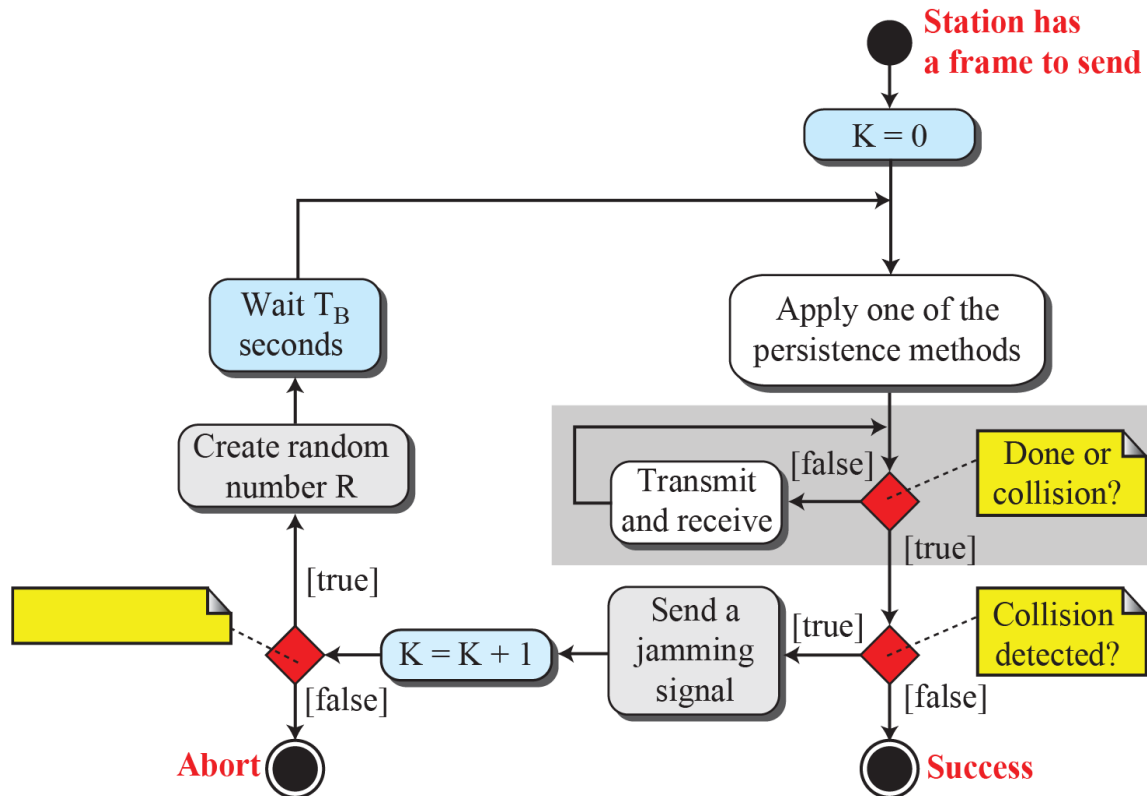 Station has
a frame to send
K = 0
Wait T_B
seconds
Apply one of the
persistence methods
Create random
number R
[false]
Transmit
and receive
Done or
collision?
[true]
[true]
Send a
jamming
signal
[true]
Collision
detected?
K = K + 1
[false]
[false]
Abort
Success